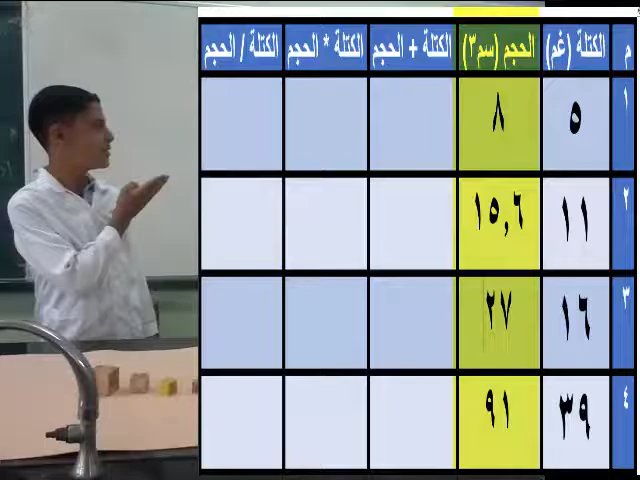 م الكتلة (غم) الحجم (سم٣) الكتلة + الحجم الكتلة * الحجم الكتلة / الحجم
١ ٥ ٨
٢ ١١ ١٥,٦
٣ ١٦ ٢٧
٤ ٣٩ ٩١